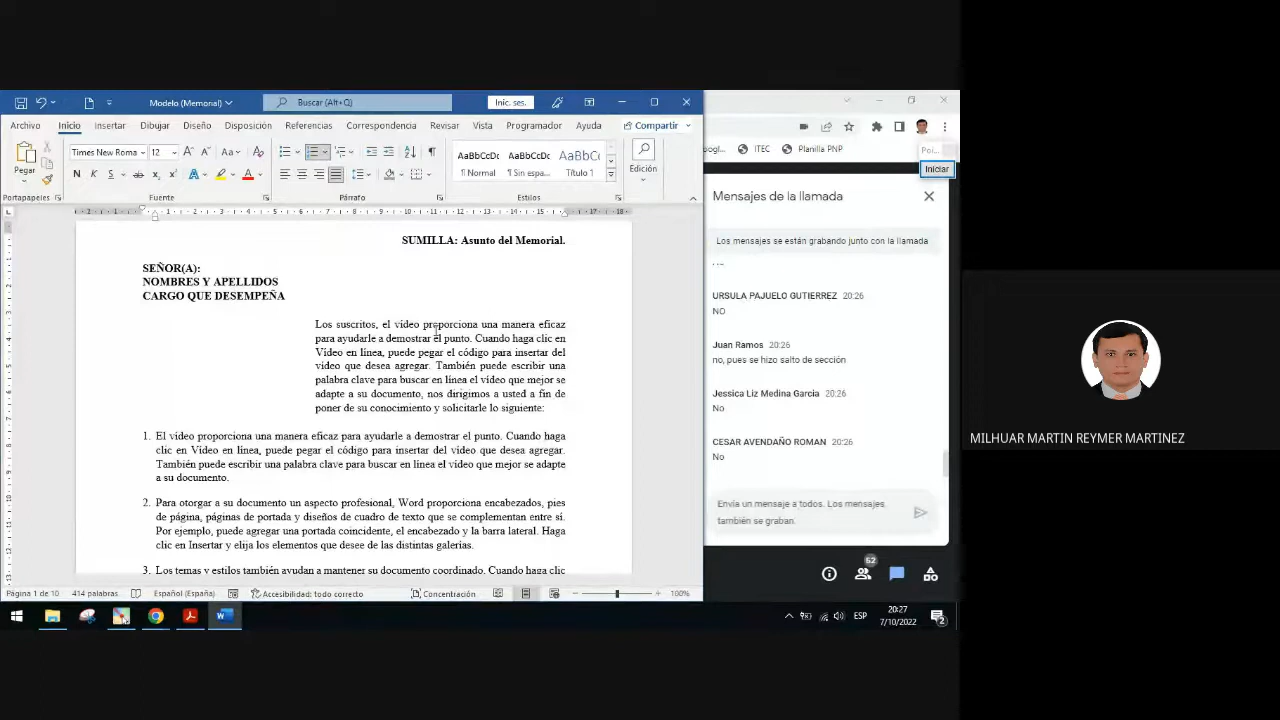 Modelo (Memorial)
Buscar (Alt+Q)
Inic. ses.
Archivo Inicio Insertar Dibujar Diseño Disposición Referencias Correspondencia Revisar Vista Programador Ayuda Compartir
Pegar
Times New Roma 12
N K S
AaBbCcDc AaBbCcDc AaBbC
¶ Normal ¶ Sin espa... Título 1
Edición
Portapapeles Fuente Párrafo Estilos
SUMILLA: Asunto del Memorial.
SEÑOR(A):
NOMBRES Y APELLIDOS
CARGO QUE DESEMPEÑA
Los suscritos, el vídeo proporciona una manera eficaz
para ayudarle a demostrar el punto. Cuando haga clic en
Vídeo en línea, puede pegar el código para insertar del
vídeo que desea agregar. También puede escribir una
palabra clave para buscar en línea el vídeo que mejor se
adapte a su documento, nos dirigimos a usted a fin de
poner de su conocimiento y solicitarle lo siguiente:
1. El vídeo proporciona una manera eficaz para ayudarle a demostrar el punto. Cuando haga
clic en Vídeo en línea, puede pegar el código para insertar del vídeo que desea agregar.
También puede escribir una palabra clave para buscar en línea el vídeo que mejor se adapte
a su documento.
2. Para otorgar a su documento un aspecto profesional, Word proporciona encabezados, pies
de página, páginas de portada y diseños de cuadro de texto que se complementan entre sí.
Por ejemplo, puede agregar una portada coincidente, el encabezado y la barra lateral. Haga
clic en Insertar y elija los elementos que desee de las distintas galerías.
3. Los temas y estilos también ayudan a mantener su documento coordinado. Cuando haga clic
Página 1 de 10 414 palabras Español (España) Accesibilidad: todo correcto Concentración 100%
ITEC Planilla PNP
Iniciar
Mensajes de la llamada
Los mensajes se están grabando junto con la llamada
URSULA PAJUELO GUTIERREZ 20:26
NO
Juan Ramos 20:26
no, pues se hizo salto de sección
Jessica Liz Medina Garcia 20:26
No
CESAR AVENDAÑO ROMAN 20:26
No
Envía un mensaje a todos. Los mensajes
también se graban.
62
ESP
20:27
7/10/2022
2
MILHUAR MARTIN REYMER MARTINEZ